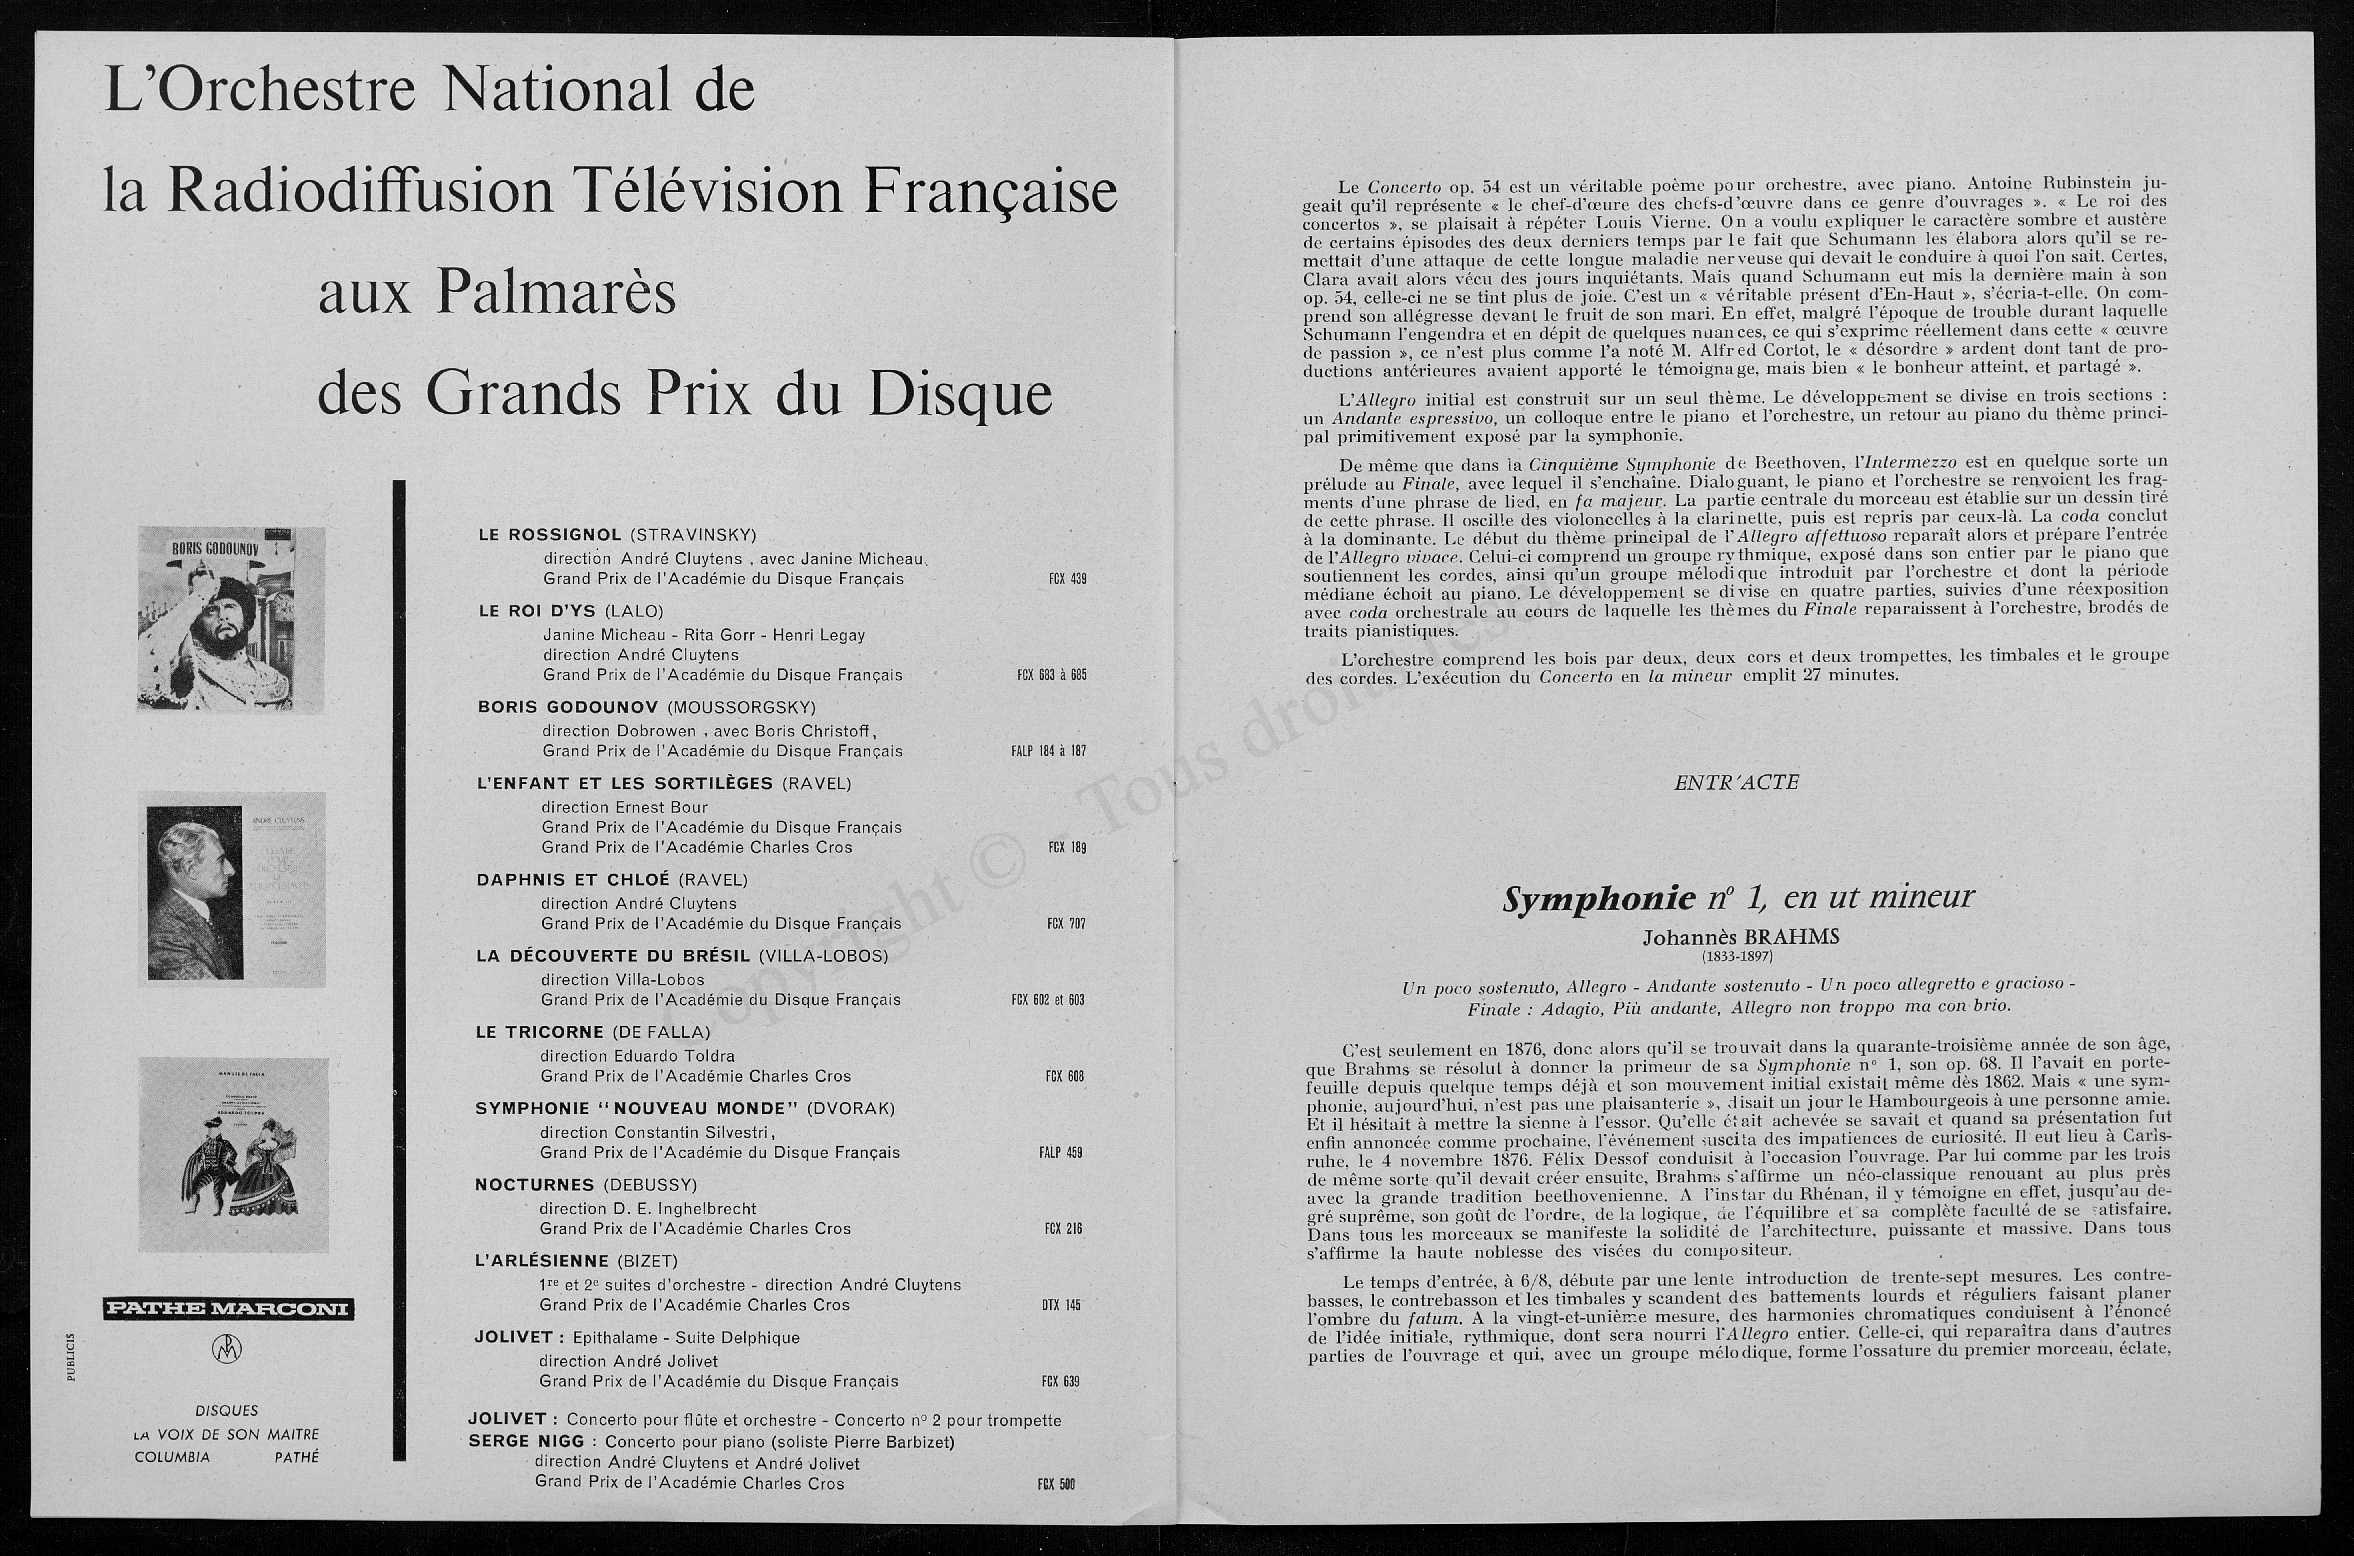 L'Orchestre National de
la Radiodiffusion Télévision Française
aux Palmarès
des Grands Prix du Disque
BORIS GODOUNOV
ANDRÉ CLUYTENS
MANUEL DE FALLA
EDUARDO TOLDRA
PATHE MARCONI
PUBLICIS
DISQUES
LA VOIX DE SON MAITRE
COLUMBIA PATHÉ
LE ROSSIGNOL (STRAVINSKY)
direction André Cluytens , avec Janine Micheau,
Grand Prix de l'Académie du Disque Français FCX 439
LE ROI D'YS (LALO)
Janine Micheau - Rita Gorr - Henri Legay
direction André Cluytens
Grand Prix de l'Académie du Disque Français FCX 683 à 685
BORIS GODOUNOV (MOUSSORGSKY)
direction Dobrowen , avec Boris Christoff,
Grand Prix de l'Académie du Disque Français FALP 184 à 187
L'ENFANT ET LES SORTILÈGES (RAVEL)
direction Ernest Bour
Grand Prix de l'Académie du Disque Français
Grand Prix de l'Académie Charles Cros FCX 189
DAPHNIS ET CHLOÉ (RAVEL)
direction André Cluytens
Grand Prix de l'Académie du Disque Français FCX 707
LA DÉCOUVERTE DU BRÉSIL (VILLA-LOBOS)
direction Villa-Lobos
Grand Prix de l'Académie du Disque Français FCX 602 et 603
LE TRICORNE (DE FALLA)
direction Eduardo Toldra
Grand Prix de l'Académie Charles Cros FCX 608
SYMPHONIE "NOUVEAU MONDE" (DVORAK)
direction Constantin Silvestri,
Grand Prix de l'Académie du Disque Français FALP 459
NOCTURNES (DEBUSSY)
direction D. E. Inghelbrecht
Grand Prix de l'Académie Charles Cros FCX 216
L'ARLÉSIENNE (BIZET)
1re et 2e suites d'orchestre - direction André Cluytens
Grand Prix de l'Académie Charles Cros DTX 145
JOLIVET : Epithalame - Suite Delphique
direction André Jolivet
Grand Prix de l'Académie du Disque Français FCX 639
JOLIVET : Concerto pour flûte et orchestre - Concerto nº 2 pour trompette
SERGE NIGG : Concerto pour piano (soliste Pierre Barbizet)
direction André Cluytens et André Jolivet
Grand Prix de l'Académie Charles Cros FCX 500
Le Concerto op. 54 est un véritable poème pour orchestre, avec piano. Antoine Rubinstein ju-
geait qu'il représente « le chef-d'œure des chefs-d'œuvre dans ce genre d'ouvrages ». « Le roi des
concertos », se plaisait à répéter Louis Vierne. On a voulu expliquer le caractère sombre et austère
de certains épisodes des deux derniers temps par le fait que Schumann les élabora alors qu'il se re-
mettait d'une attaque de cette longue maladie nerveuse qui devait le conduire à quoi l'on sait. Certes,
Clara avait alors vécu des jours inquiétants. Mais quand Schumann eut mis la dernière main à son
op. 54, celle-ci ne se tint plus de joie. C'est un « véritable présent d'En-Haut », s'écria-t-elle. On com-
prend son allégresse devant le fruit de son mari. En effet, malgré l'époque de trouble durant laquelle
Schumann l'engendra et en dépit de quelques nuances, ce qui s'exprime réellement dans cette « œuvre
de passion », ce n'est plus comme l'a noté M. Alfred Cortot, le « désordre » ardent dont tant de pro-
ductions antérieures avaient apporté le témoignage, mais bien « le bonheur atteint, et partagé ».
L'Allegro initial est construit sur un seul thème. Le développement se divise en trois sections :
un Andante espressivo, un colloque entre le piano et l'orchestre, un retour au piano du thème princi-
pal primitivement exposé par la symphonie.
De même que dans la Cinquième Symphonie de Beethoven, l'Intermezzo est en quelque sorte un
prélude au Finale, avec lequel il s'enchaîne. Dialoguant, le piano et l'orchestre se renvoient les frag-
ments d'une phrase de lied, en fa majeur. La partie centrale du morceau est établie sur un dessin tiré
de cette phrase. Il oscille des violoncelles à la clarinette, puis est repris par ceux-là. La coda conclut
à la dominante. Le début du thème principal de l'Allegro affettuoso reparaît alors et prépare l'entrée
de l'Allegro vivace. Celui-ci comprend un groupe rythmique, exposé dans son entier par le piano que
soutiennent les cordes, ainsi qu'un groupe mélodique introduit par l'orchestre et dont la période
médiane échoit au piano. Le développement se divise en quatre parties, suivies d'une réexposition
avec coda orchestrale au cours de laquelle les thèmes du Finale reparaissent à l'orchestre, brodés de
traits pianistiques.
L'orchestre comprend les bois par deux, deux cors et deux trompettes, les timbales et le groupe
des cordes. L'exécution du Concerto en la mineur emplit 27 minutes.
ENTR'ACTE
Symphonie nº 1, en ut mineur
Johannès BRAHMS
(1833-1897)
Un poco sostenuto, Allegro - Andante sostenuto - Un poco allegretto e gracioso -
Finale : Adagio, Più andante, Allegro non troppo ma con brio.
C'est seulement en 1876, donc alors qu'il se trouvait dans la quarante-troisième année de son âge,
que Brahms se résolut à donner la primeur de sa Symphonie n° 1, son op. 68. Il l'avait en porte-
feuille depuis quelque temps déjà et son mouvement initial existait même dès 1862. Mais « une sym-
phonie, aujourd'hui, n'est pas une plaisanterie », disait un jour le Hambourgeois à une personne amie.
Et il hésitait à mettre la sienne à l'essor. Qu'elle était achevée se savait et quand sa présentation fut
enfin annoncée comme prochaine, l'événement suscita des impatiences de curiosité. Il eut lieu à Carls-
ruhe, le 4 novembre 1876. Félix Dessof conduisit à l'occasion l'ouvrage. Par lui comme par les trois
de même sorte qu'il devait créer ensuite, Brahms s'affirme un néo-classique renouant au plus près
avec la grande tradition beethovenienne. A l'instar du Rhénan, il y témoigne en effet, jusqu'au de-
gré suprême, son goût de l'ordre, de la logique, de l'équilibre et sa complète faculté de se satisfaire.
Dans tous les morceaux se manifeste la solidité de l'architecture, puissante et massive. Dans tous
s'affirme la haute noblesse des visées du compositeur.
Le temps d'entrée, à 6/8, débute par une lente introduction de trente-sept mesures. Les contre-
basses, le contrebasson et les timbales y scandent des battements lourds et réguliers faisant planer
l'ombre du fatum. A la vingt-et-unième mesure, des harmonies chromatiques conduisent à l'énoncé
de l'idée initiale, rythmique, dont sera nourri l'Allegro entier. Celle-ci, qui reparaîtra dans d'autres
parties de l'ouvrage et qui, avec un groupe mélodique, forme l'ossature du premier morceau, éclate,
Copyright © - Tous droits